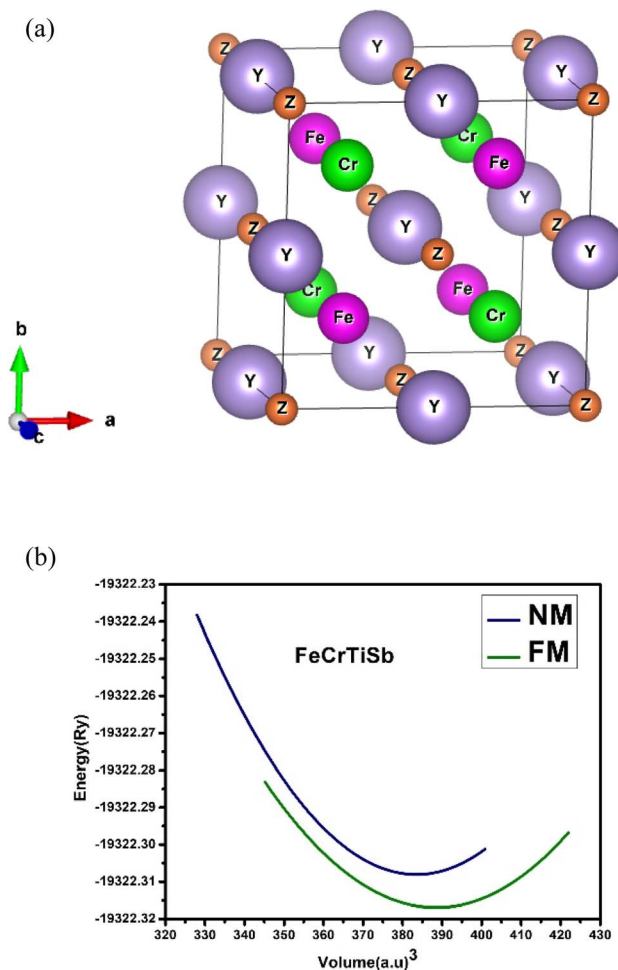 (a)
Z Y Z
Y Z Y Z
Fe Cr
Cr Fe
Y Z Y Z
Z Y Y Z Y
Cr Fe
Fe Cr
Z Y Z
Y Z Y Z
b
a
c
(b)
-19322.23
-19322.24
-19322.25
-19322.26
-19322.27
-19322.28
-19322.29
-19322.30
-19322.31
-19322.32
Energy(Ry)
FeCrTiSb
NM
FM
320 330 340 350 360 370 380 390 400 410 420 430
Volume(a.u)³